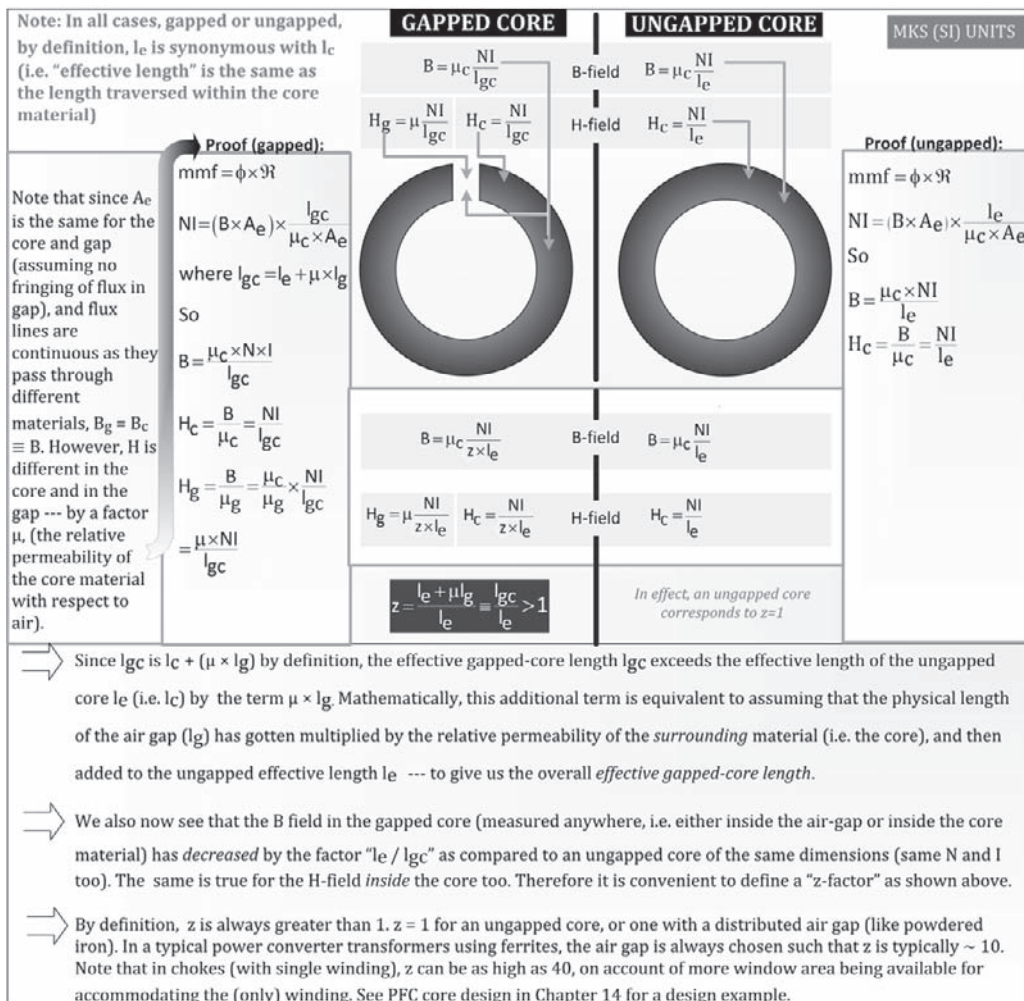 Note: In all cases, gapped or ungapped,
by definition, le is synonymous with lc
(i.e. “effective length” is the same as
the length traversed within the core
material)
GAPPED CORE
UNGAPPED CORE
MKS (SI) UNITS
B=μc NI/lgc
B-field
B=μc NI/le
Hg=μ NI/lgc
Hc=NI/lgc
H-field
Hc=NI/le
Note that since Ae
is the same for the
core and gap
(assuming no
fringing of flux in
gap), and flux
lines are
continuous as they
pass through
different
materials, Bg = Bc
≡ B. However, H is
different in the
core and in the
gap --- by a factor
μ, (the relative
permeability of
the core material
with respect to
air).
Proof (gapped):
mmf=ϕ×ℜ
NI=(B×Ae)×lgc/μc×Ae
where lgc=le+μ×lg
So
B=μc×N×I/lgc
Hc=B/μc=NI/lgc
Hg=B/μg=μc/μg×NI/lgc
=μ×NI/lgc
Proof (ungapped):
mmf=ϕ×ℜ
NI=(B×Ae)×le/μc×Ae
So
B=μc×NI/le
Hc=B/μc=NI/le
B=μc NI/z×le
B-field
B=μc NI/le
Hg=μ NI/z×le
Hc=NI/z×le
H-field
Hc=NI/le
z=le+μlg/le≡lgc/le>1
In effect, an ungapped core
corresponds to z=1
Since lgc is lc + (μ × lg) by definition, the effective gapped-core length lgc exceeds the effective length of the ungapped
core le (i.e. lc) by the term μ × lg. Mathematically, this additional term is equivalent to assuming that the physical length
of the air gap (lg) has gotten multiplied by the relative permeability of the surrounding material (i.e. the core), and then
added to the ungapped effective length le --- to give us the overall effective gapped-core length.
We also now see that the B field in the gapped core (measured anywhere, i.e. either inside the air-gap or inside the core
material) has decreased by the factor “le / lgc” as compared to an ungapped core of the same dimensions (same N and I
too). The same is true for the H-field inside the core too. Therefore it is convenient to define a “z-factor” as shown above.
By definition, z is always greater than 1. z = 1 for an ungapped core, or one with a distributed air gap (like powdered
iron). In a typical power converter transformers using ferrites, the air gap is always chosen such that z is typically ~ 10.
Note that in chokes (with single winding), z can be as high as 40, on account of more window area being available for
accommodating the (only) winding. See PFC core design in Chapter 14 for a design example.